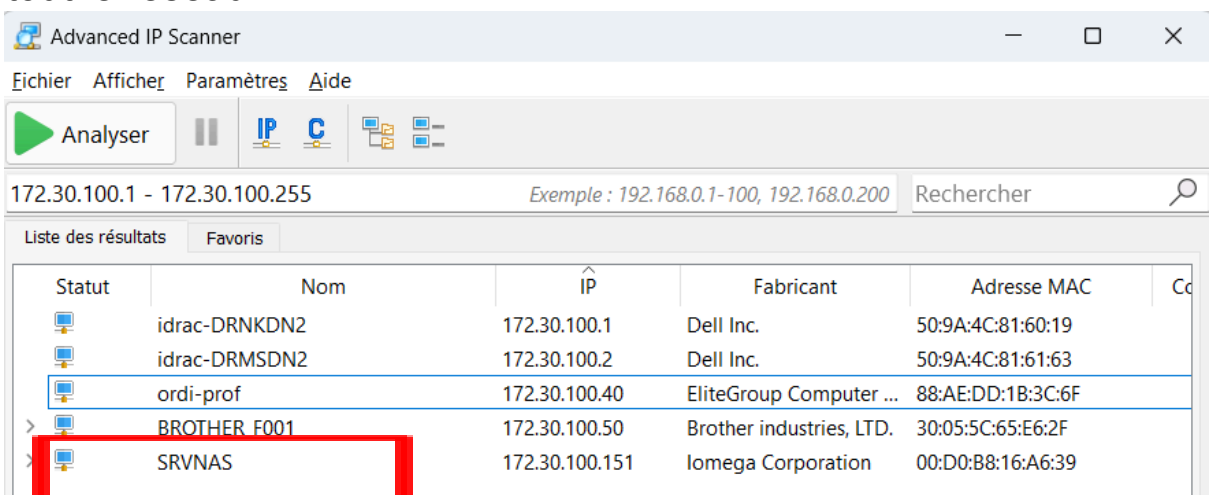 Advanced IP Scanner
Fichier Afficher Paramètres Aide
Analyser IP C
172.30.100.1 - 172.30.100.255 Exemple : 192.168.0.1-100, 192.168.0.200 Rechercher
Liste des résultats Favoris
Statut Nom IP Fabricant Adresse MAC Co
idrac-DRNKDN2 172.30.100.1 Dell Inc. 50:9A:4C:81:60:19
idrac-DRMSDN2 172.30.100.2 Dell Inc. 50:9A:4C:81:61:63
ordi-prof 172.30.100.40 EliteGroup Computer ... 88:AE:DD:1B:3C:6F
BROTHER_F001 172.30.100.50 Brother industries, LTD. 30:05:5C:65:E6:2F
SRVNAS 172.30.100.151 Iomega Corporation 00:D0:B8:16:A6:39